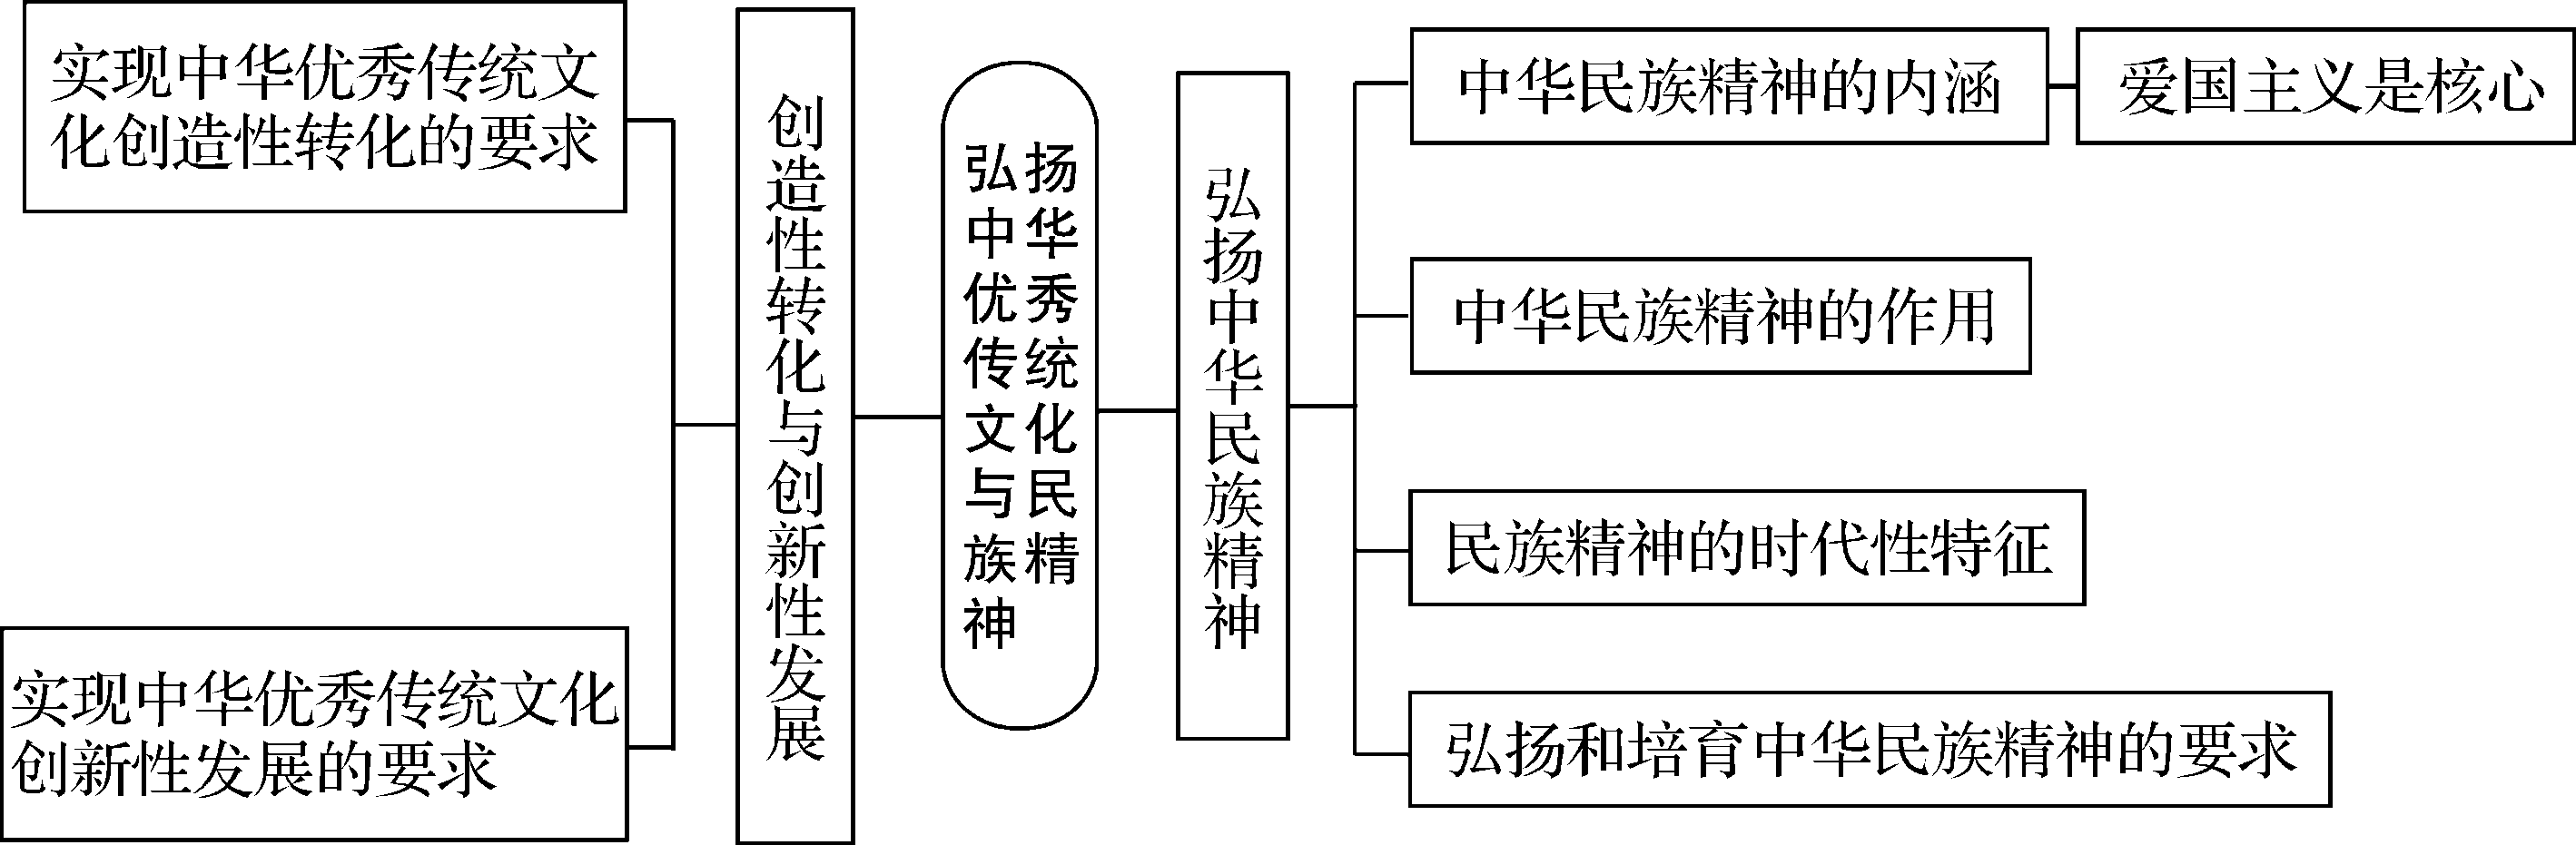 实现中华优秀传统文
化创造性转化的要求
实现中华优秀传统文化
创新性发展的要求
创造性转化与创新性发展
弘扬
中华
优秀
传统
文化
与民
族精
神
弘扬中华民族精神
中华民族精神的内涵
爱国主义是核心
中华民族精神的作用
民族精神的时代性特征
弘扬和培育中华民族精神的要求